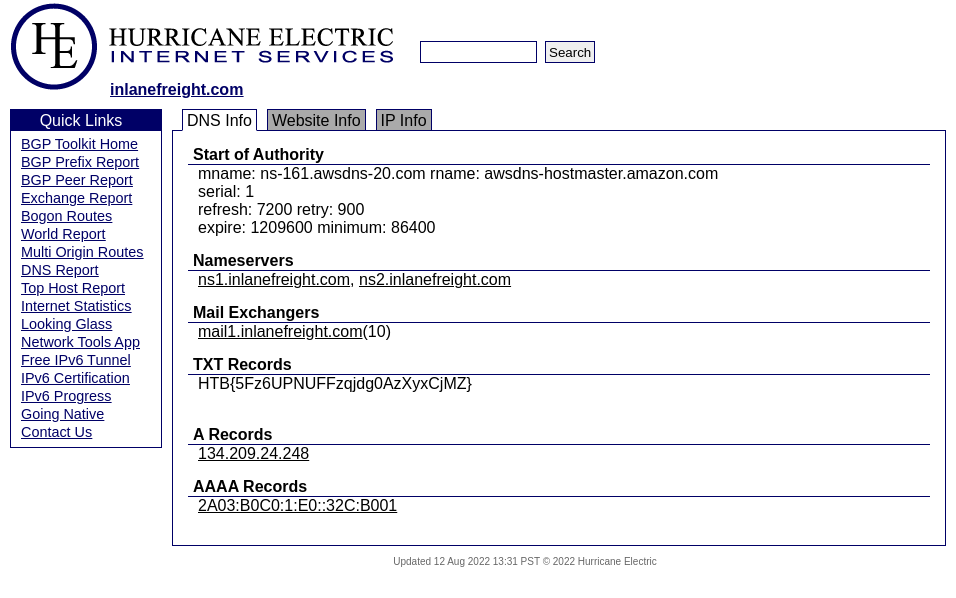 HE HURRICANE ELECTRIC
INTERNET SERVICES
Search
inlanefreight.com
Quick Links
BGP Toolkit Home
BGP Prefix Report
BGP Peer Report
Exchange Report
Bogon Routes
World Report
Multi Origin Routes
DNS Report
Top Host Report
Internet Statistics
Looking Glass
Network Tools App
Free IPv6 Tunnel
IPv6 Certification
IPv6 Progress
Going Native
Contact Us
DNS Info Website Info IP Info
Start of Authority
mname: ns-161.awsdns-20.com rname: awsdns-hostmaster.amazon.com
serial: 1
refresh: 7200 retry: 900
expire: 1209600 minimum: 86400
Nameservers
ns1.inlanefreight.com, ns2.inlanefreight.com
Mail Exchangers
mail1.inlanefreight.com(10)
TXT Records
HTB{5Fz6UPNUFFzqjdg0AzXyxCjMZ}
A Records
134.209.24.248
AAAA Records
2A03:B0C0:1:E0::32C:B001
Updated 12 Aug 2022 13:31 PST © 2022 Hurricane Electric